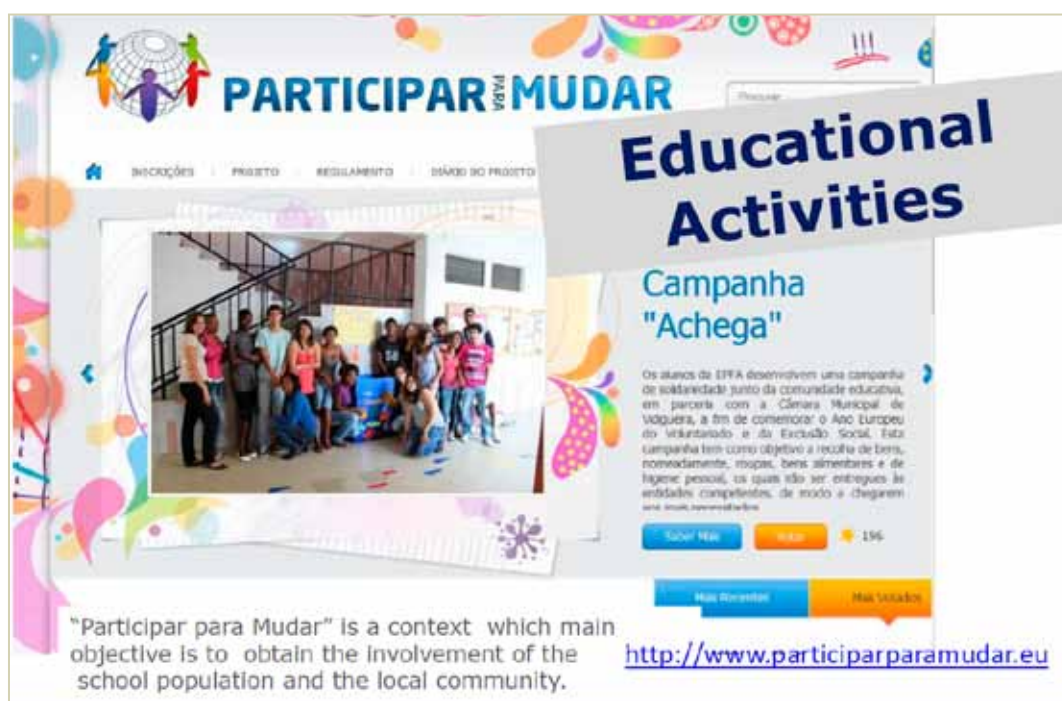 PARTICIPAR PARA MUDAR
Procurar
Educational
Activities
INSCRIÇÕES PROJETO REGULAMENTO DIÁRIO DO PROJETO
Campanha
"Achega"
Os alunos da EPFA desenvolvem uma campanha
de solidariedade junto da comunidade educativa,
em parceria com a Câmara Municipal de
Vidigueira, a fim de comemorar o Ano Europeu
do Voluntariado e da Exclusão Social. Esta
campanha tem como objetivo a recolha de bens,
nomeadamente, roupas, bens alimentares e de
higiene pessoal, os quais vão ser entregues às
entidades competentes, de modo a chegarem
aos mais necessitados
Saber Mais Votar 196
Mais Recentes Mais Votados
"Participar para Mudar" is a context which main
objective is to obtain the involvement of the
school population and the local community.
http://www.participarparamudar.eu